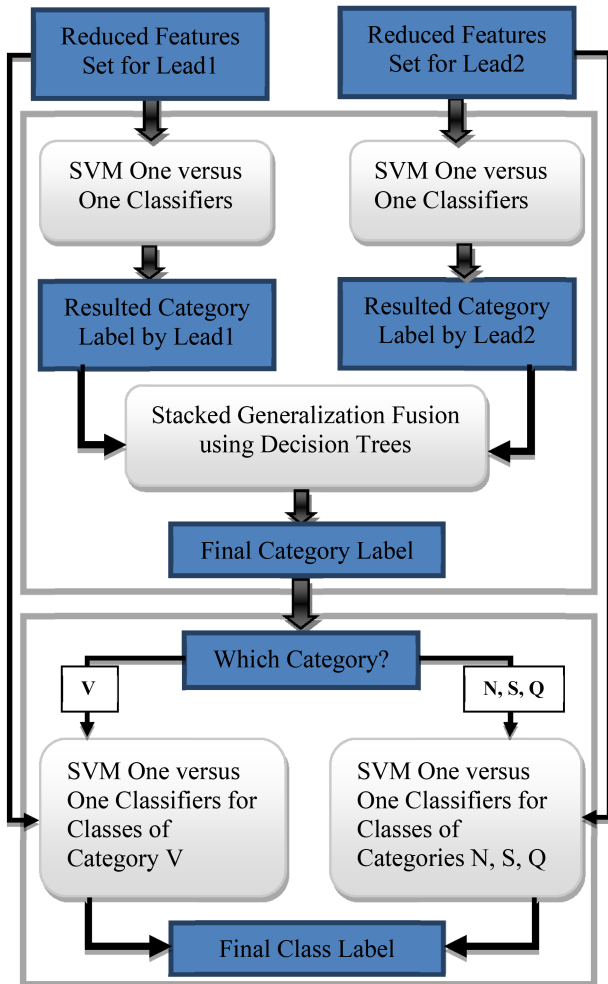 Reduced Features
Set for Lead1
Reduced Features
Set for Lead2
SVM One versus
One Classifiers
SVM One versus
One Classifiers
Resulted Category
Label by Lead1
Resulted Category
Label by Lead2
Stacked Generalization Fusion
using Decision Trees
Final Category Label
Which Category?
V
N, S, Q
SVM One versus
One Classifiers for
Classes of
Category V
SVM One versus
One Classifiers for
Classes of
Categories N, S, Q
Final Class Label